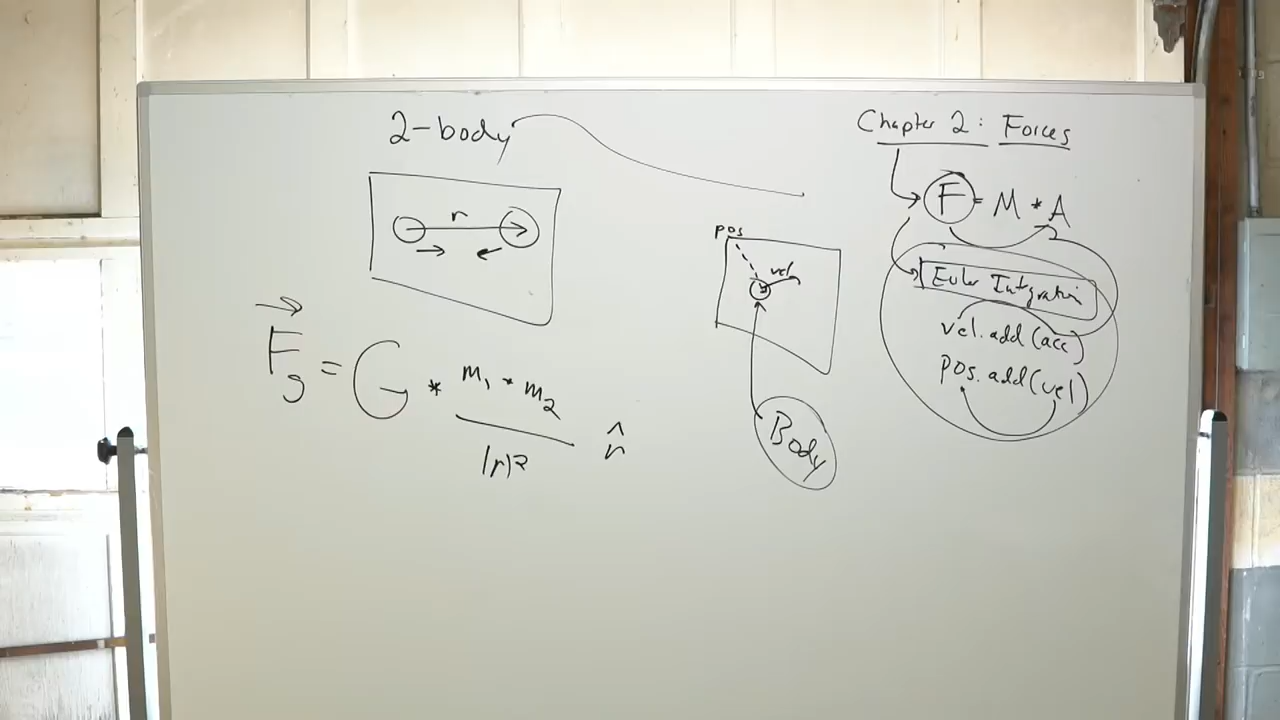 2-body
r
F⃗g = G * m1 * m2
|r|2
r̂
pos
vel
Body
Chapter 2: Forces
F⃗ = M * A
Euler Integration
vel.add(acc)
pos.add(vel)